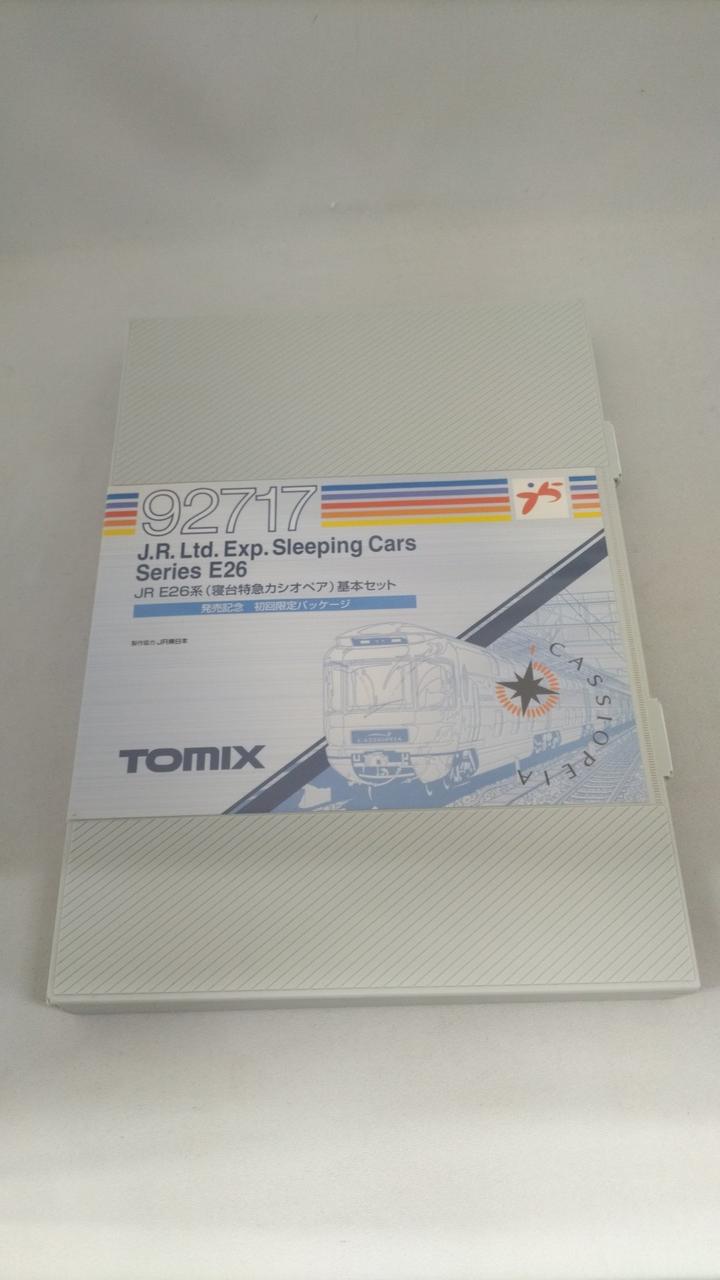 92717
J.R. Ltd. Exp. Sleeping Cars
Series E26
JR E26系(寝台特急カシオペア)基本セット
発売記念 初回限定パッケージ
製作協力 JR東日本
CASSIOPEIA
CASSIOPEIA
TOMIX